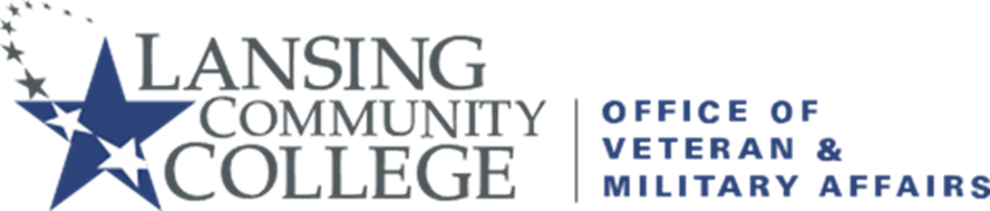 LANSING
COMMUNITY
COLLEGE
OFFICE OF
VETERAN &
MILITARY AFFAIRS